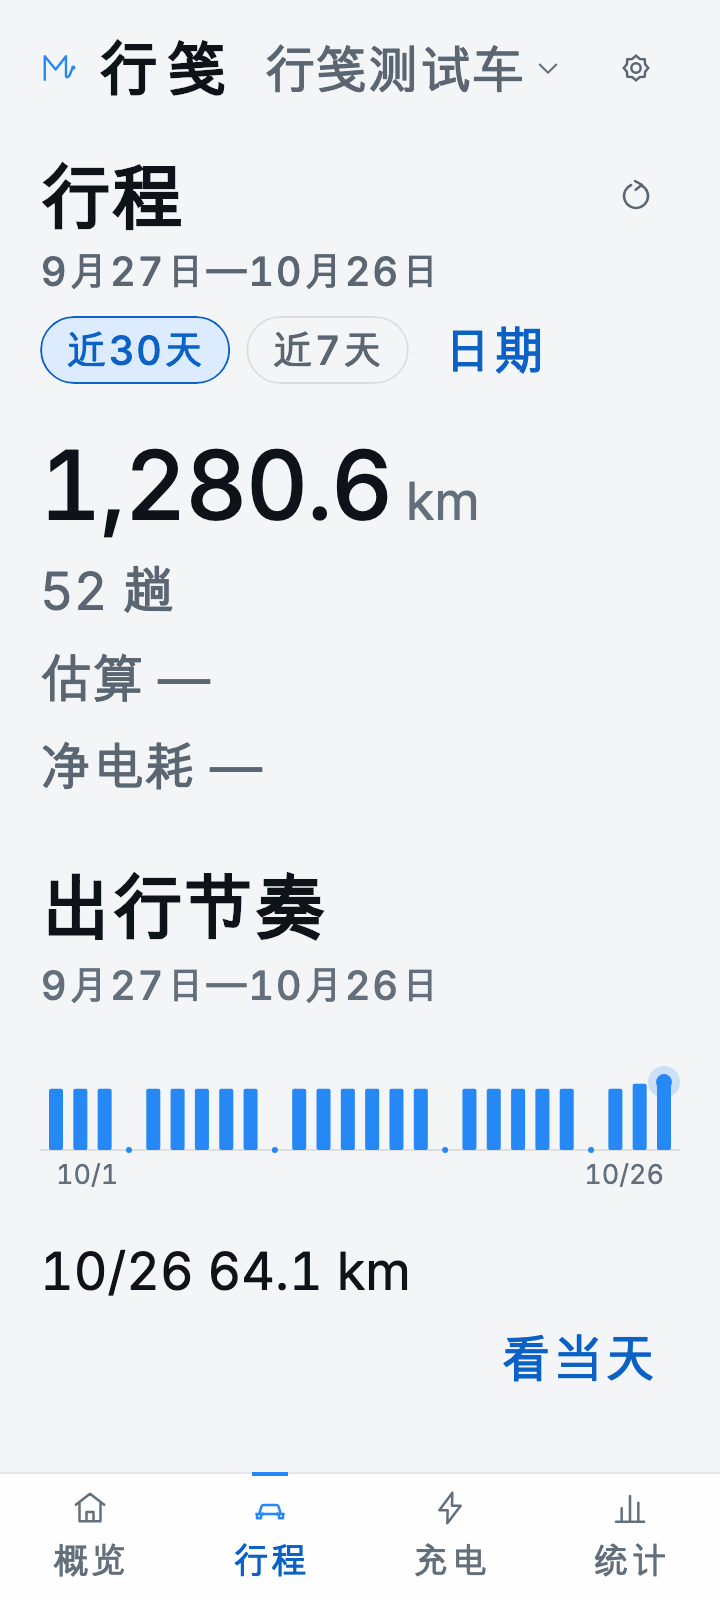 行笺 行笺测试车
行程
9月27日—10月26日
近30天 近7天 日期
1,280.6 km
52 趟
估算 —
净电耗 —
出行节奏
9月27日—10月26日
10/1 10/26
10/26 64.1 km
看当天
概览 行程 充电 统计